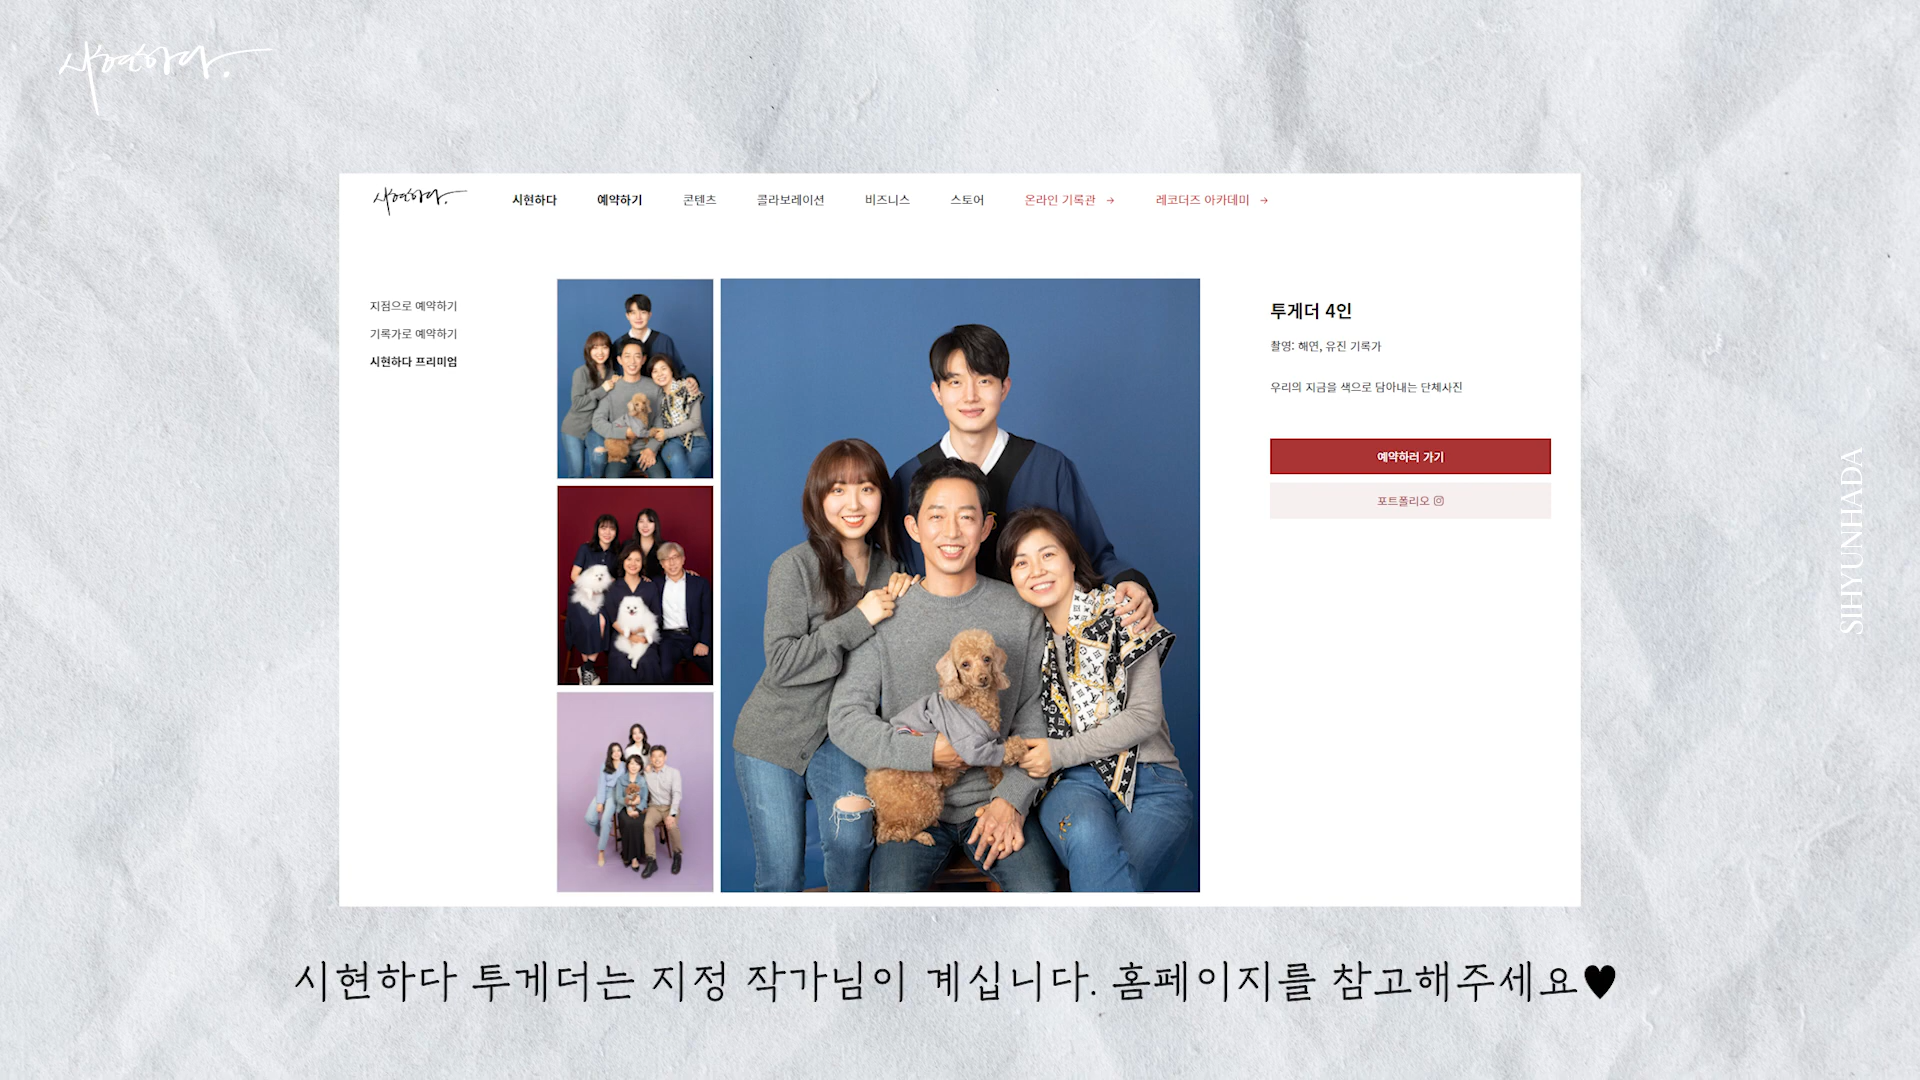 시현하다.
시현하다.
시현하다 예약하기 콘텐츠 콜라보레이션 비즈니스 스토어 온라인 기록관 → 레코더즈 아카데미 →
지점으로 예약하기
기록가로 예약하기
시현하다 프리미엄
투게더 4인
촬영: 해연, 유진 기록가
우리의 지금을 색으로 담아내는 단체사진
예약하러 가기
포트폴리오
SIHYUNHADA
시현하다 투게더는 지정 작가님이 계십니다. 홈페이지를 참고해주세요♥